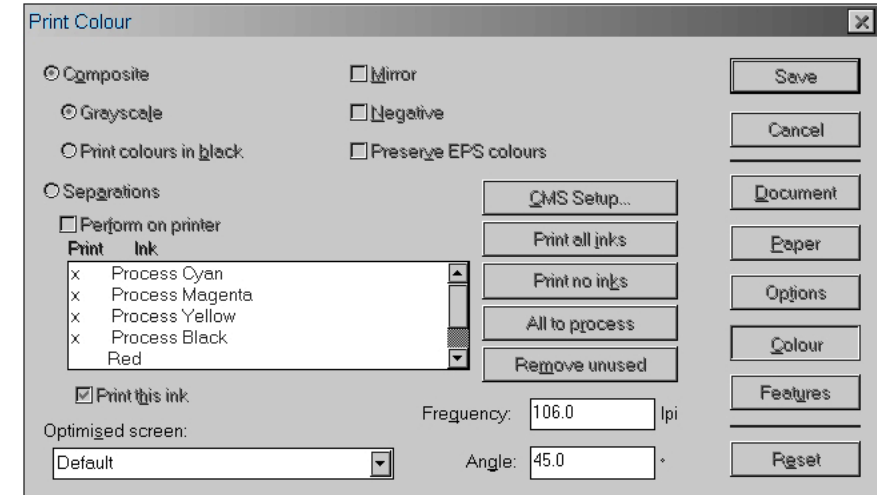 Print Colour
Composite
Mirror
Save
Grayscale
Negative
Cancel
Print colours in black
Preserve EPS colours
Separations
CMS Setup...
Document
Perform on printer
Print all inks
Paper
Print Ink
x Process Cyan
x Process Magenta
x Process Yellow
x Process Black
Red
Print no inks
Options
All to process
Colour
Remove unused
Features
Print this ink
Frequency: 106.0 lpi
Optimised screen:
Default
Angle: 45.0 °
Reset